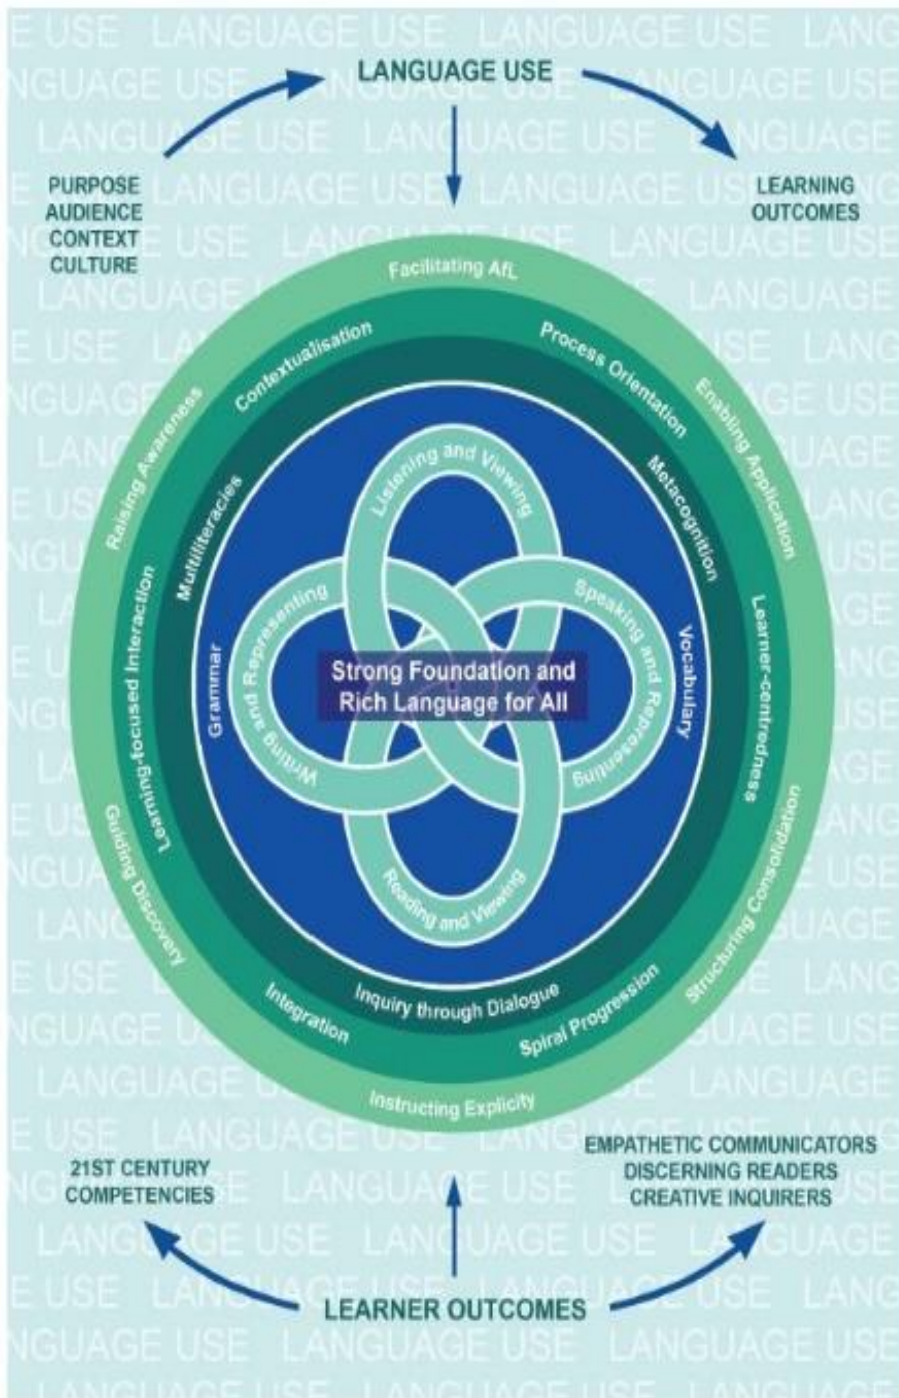 LANGUAGE USE
PURPOSE
AUDIENCE
CONTEXT
CULTURE
LEARNING
OUTCOMES
Facilitating AfL
Raising Awareness
Enabling Application
Guiding Discovery
Structuring Consolidation
Instructing Explicity
Contextualisation
Process Orientation
Learning-focused Interaction
Learner-centredness
Integration
Spiral Progression
Multiliteracies
Metacognition
Inquiry through Dialogue
Grammar
Vocabulary
Listening and Viewing
Writing and Representing
Speaking and Representing
Reading and Viewing
Strong Foundation and
Rich Language for All
21ST CENTURY
COMPETENCIES
EMPATHETIC COMMUNICATORS
DISCERNING READERS
CREATIVE INQUIRERS
LEARNER OUTCOMES